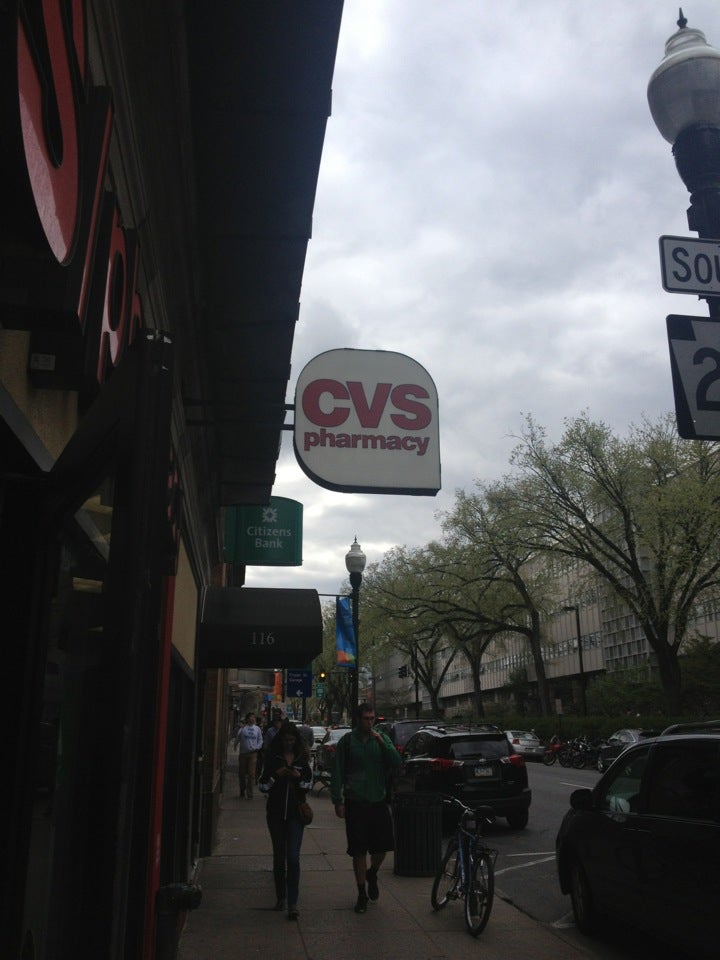 CVS
pharmacy
Citizens
Bank
116
SOU
2